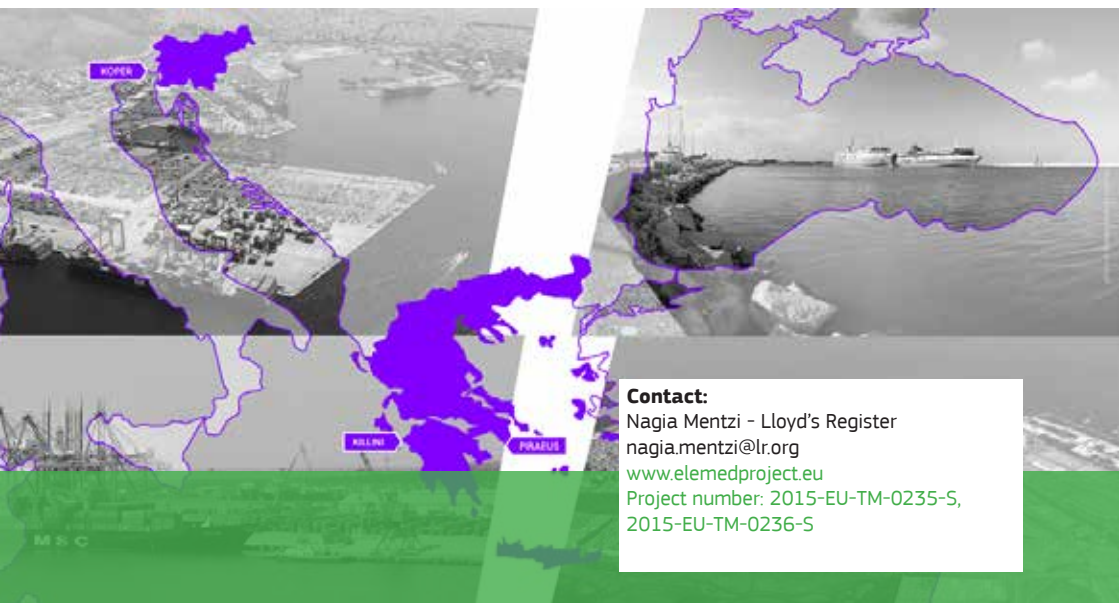 KOPER
KILLINI
PIRAEUS
MSC
Contact:
Nagia Mentzi - Lloyd's Register
nagia.mentzi@lr.org
www.elemedproject.eu
Project number: 2015-EU-TM-0235-S,
2015-EU-TM-0236-S